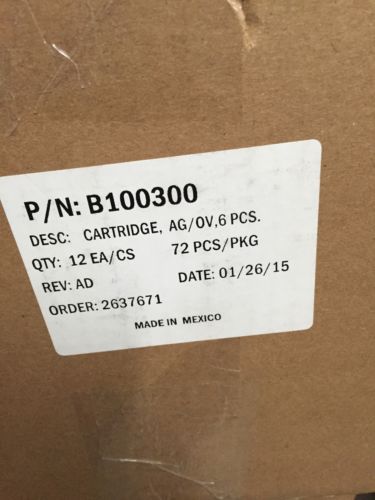 P/N: B100300
DESC: CARTRIDGE, AG/OV,6 PCS.
QTY: 12 EA/CS 72 PCS/PKG
REV: AD DATE: 01/26/15
ORDER: 2637671
MADE IN MEXICO